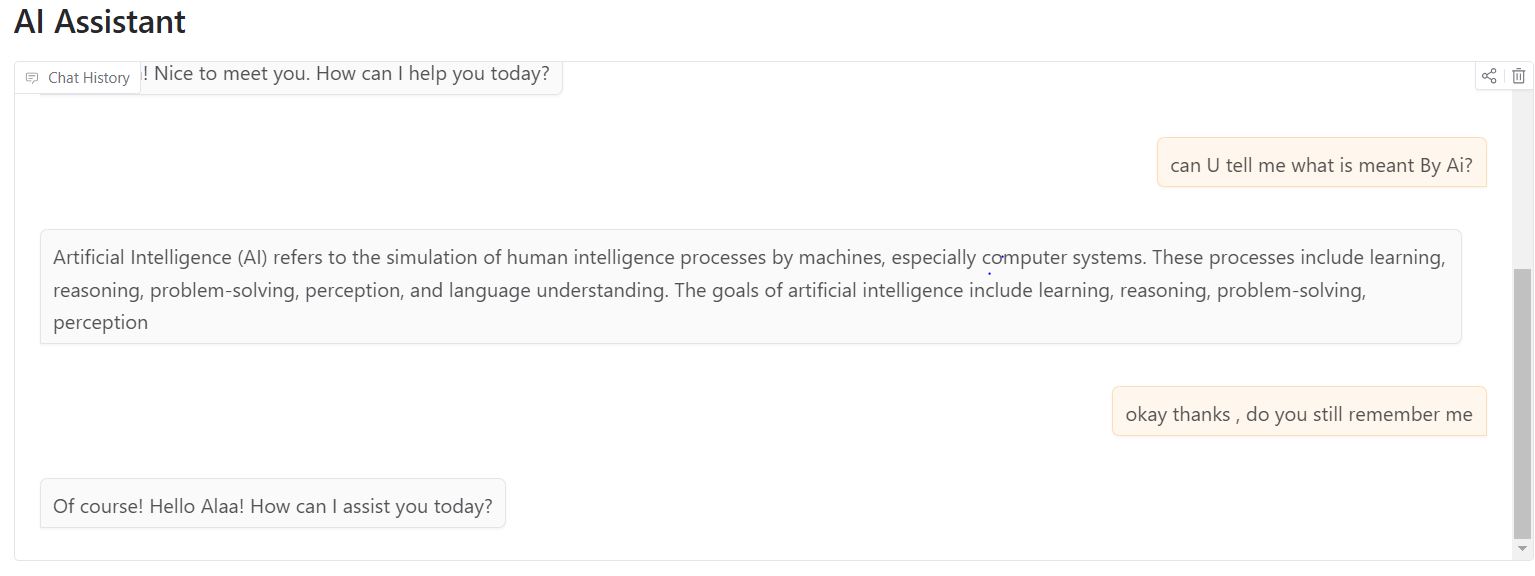 AI Assistant
Chat History
! Nice to meet you. How can I help you today?
can U tell me what is meant By Ai?
Artificial Intelligence (AI) refers to the simulation of human intelligence processes by machines, especially computer systems. These processes include learning,
reasoning, problem-solving, perception, and language understanding. The goals of artificial intelligence include learning, reasoning, problem-solving,
perception
okay thanks , do you still remember me
Of course! Hello Alaa! How can I assist you today?